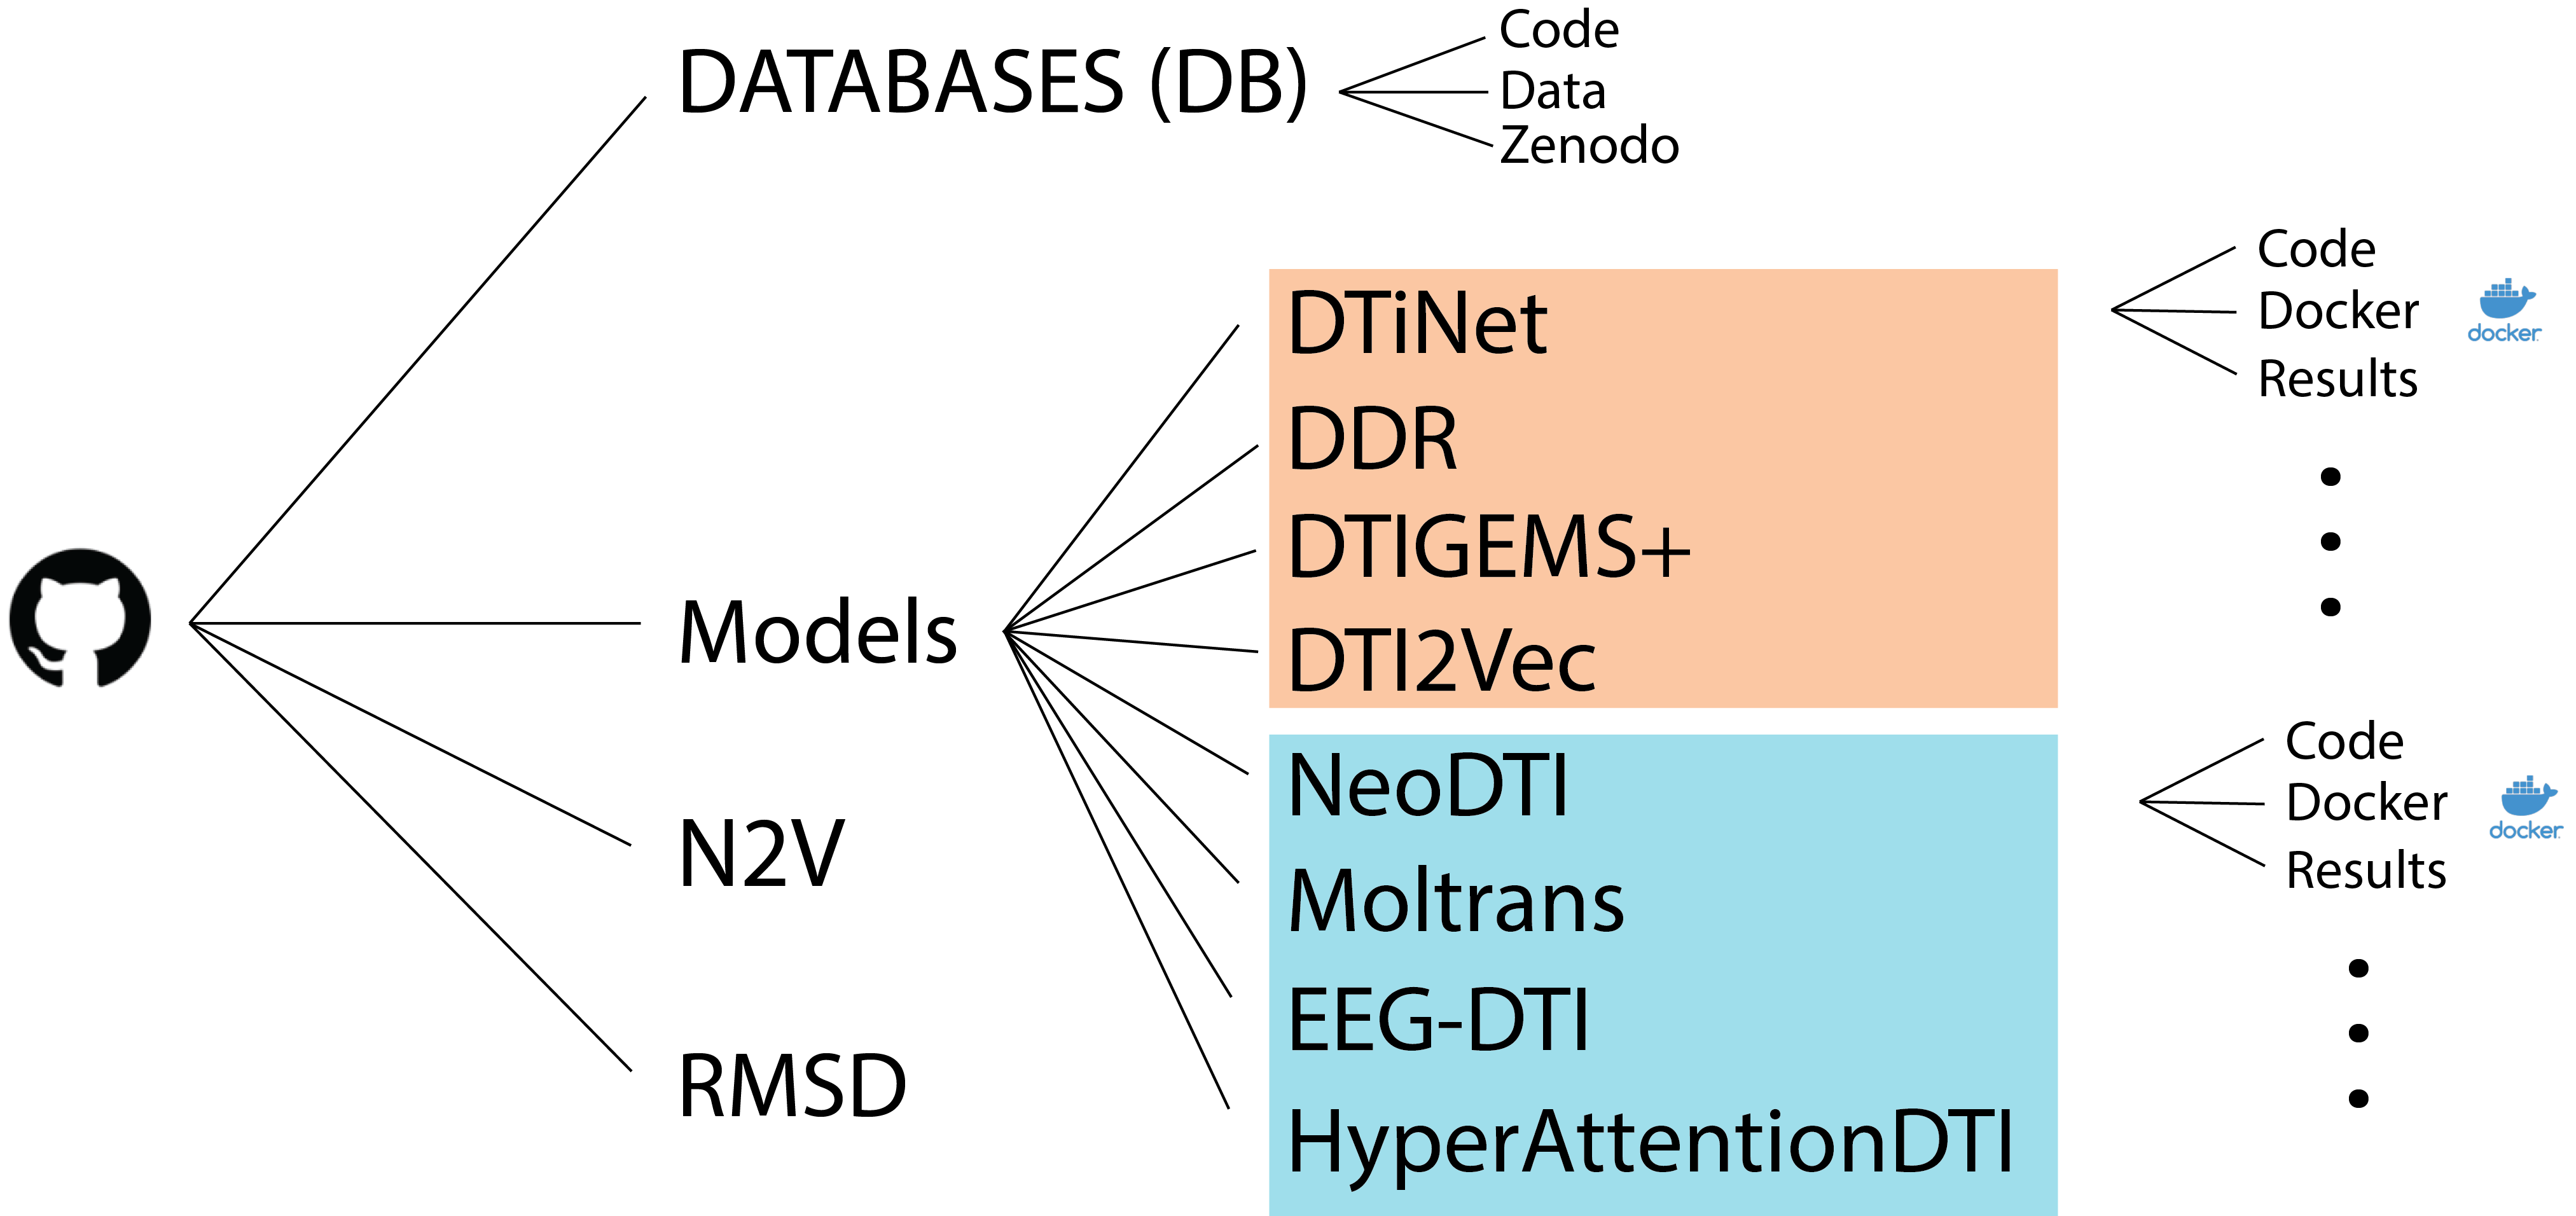 DATABASES (DB)
Code
Data
Zenodo
Models
N2V
RMSD
DTiNet
DDR
DTIGEMS+
DTI2Vec
NeoDTI
Moltrans
EEG-DTI
HyperAttentionDTI
Code
Docker
docker
Results
Code
Docker
docker
Results